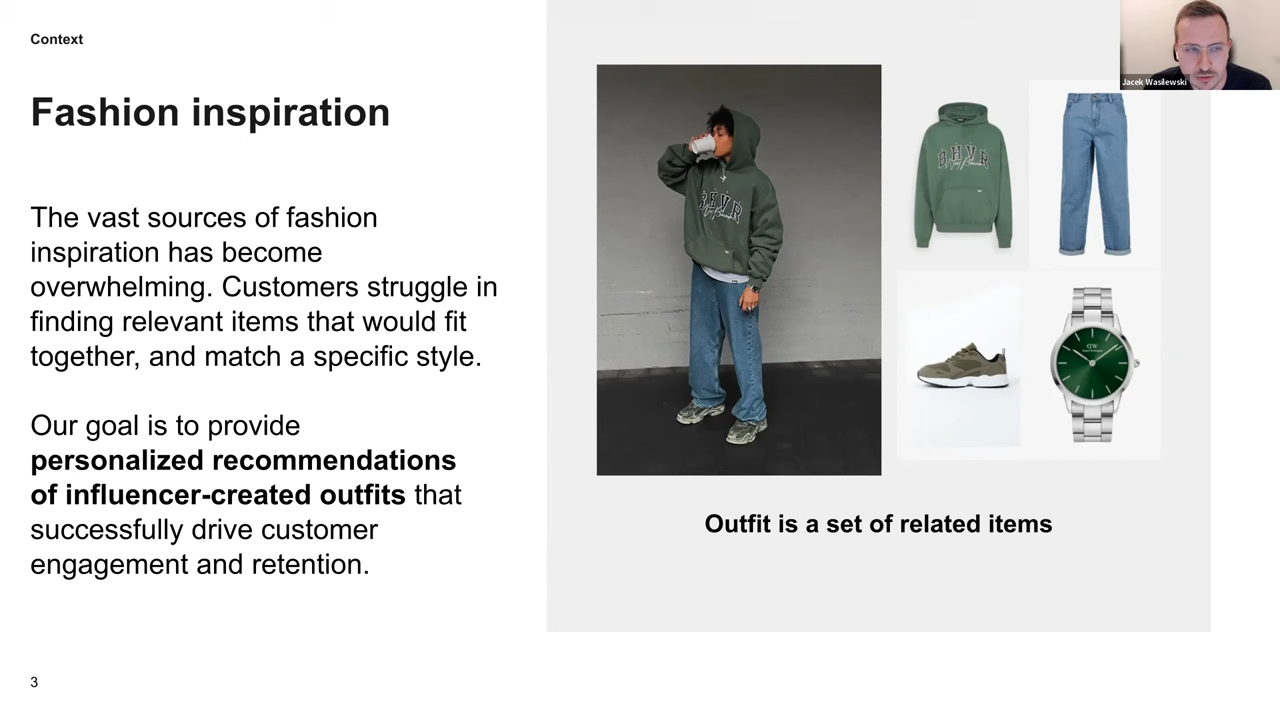 Context
Fashion inspiration
The vast sources of fashion
inspiration has become
overwhelming. Customers struggle in
finding relevant items that would fit
together, and match a specific style.
Our goal is to provide
personalized recommendations
of influencer-created outfits that
successfully drive customer
engagement and retention.
3
BHVR
BHVR
DW
Outfit is a set of related items
Jacek Wasilewski